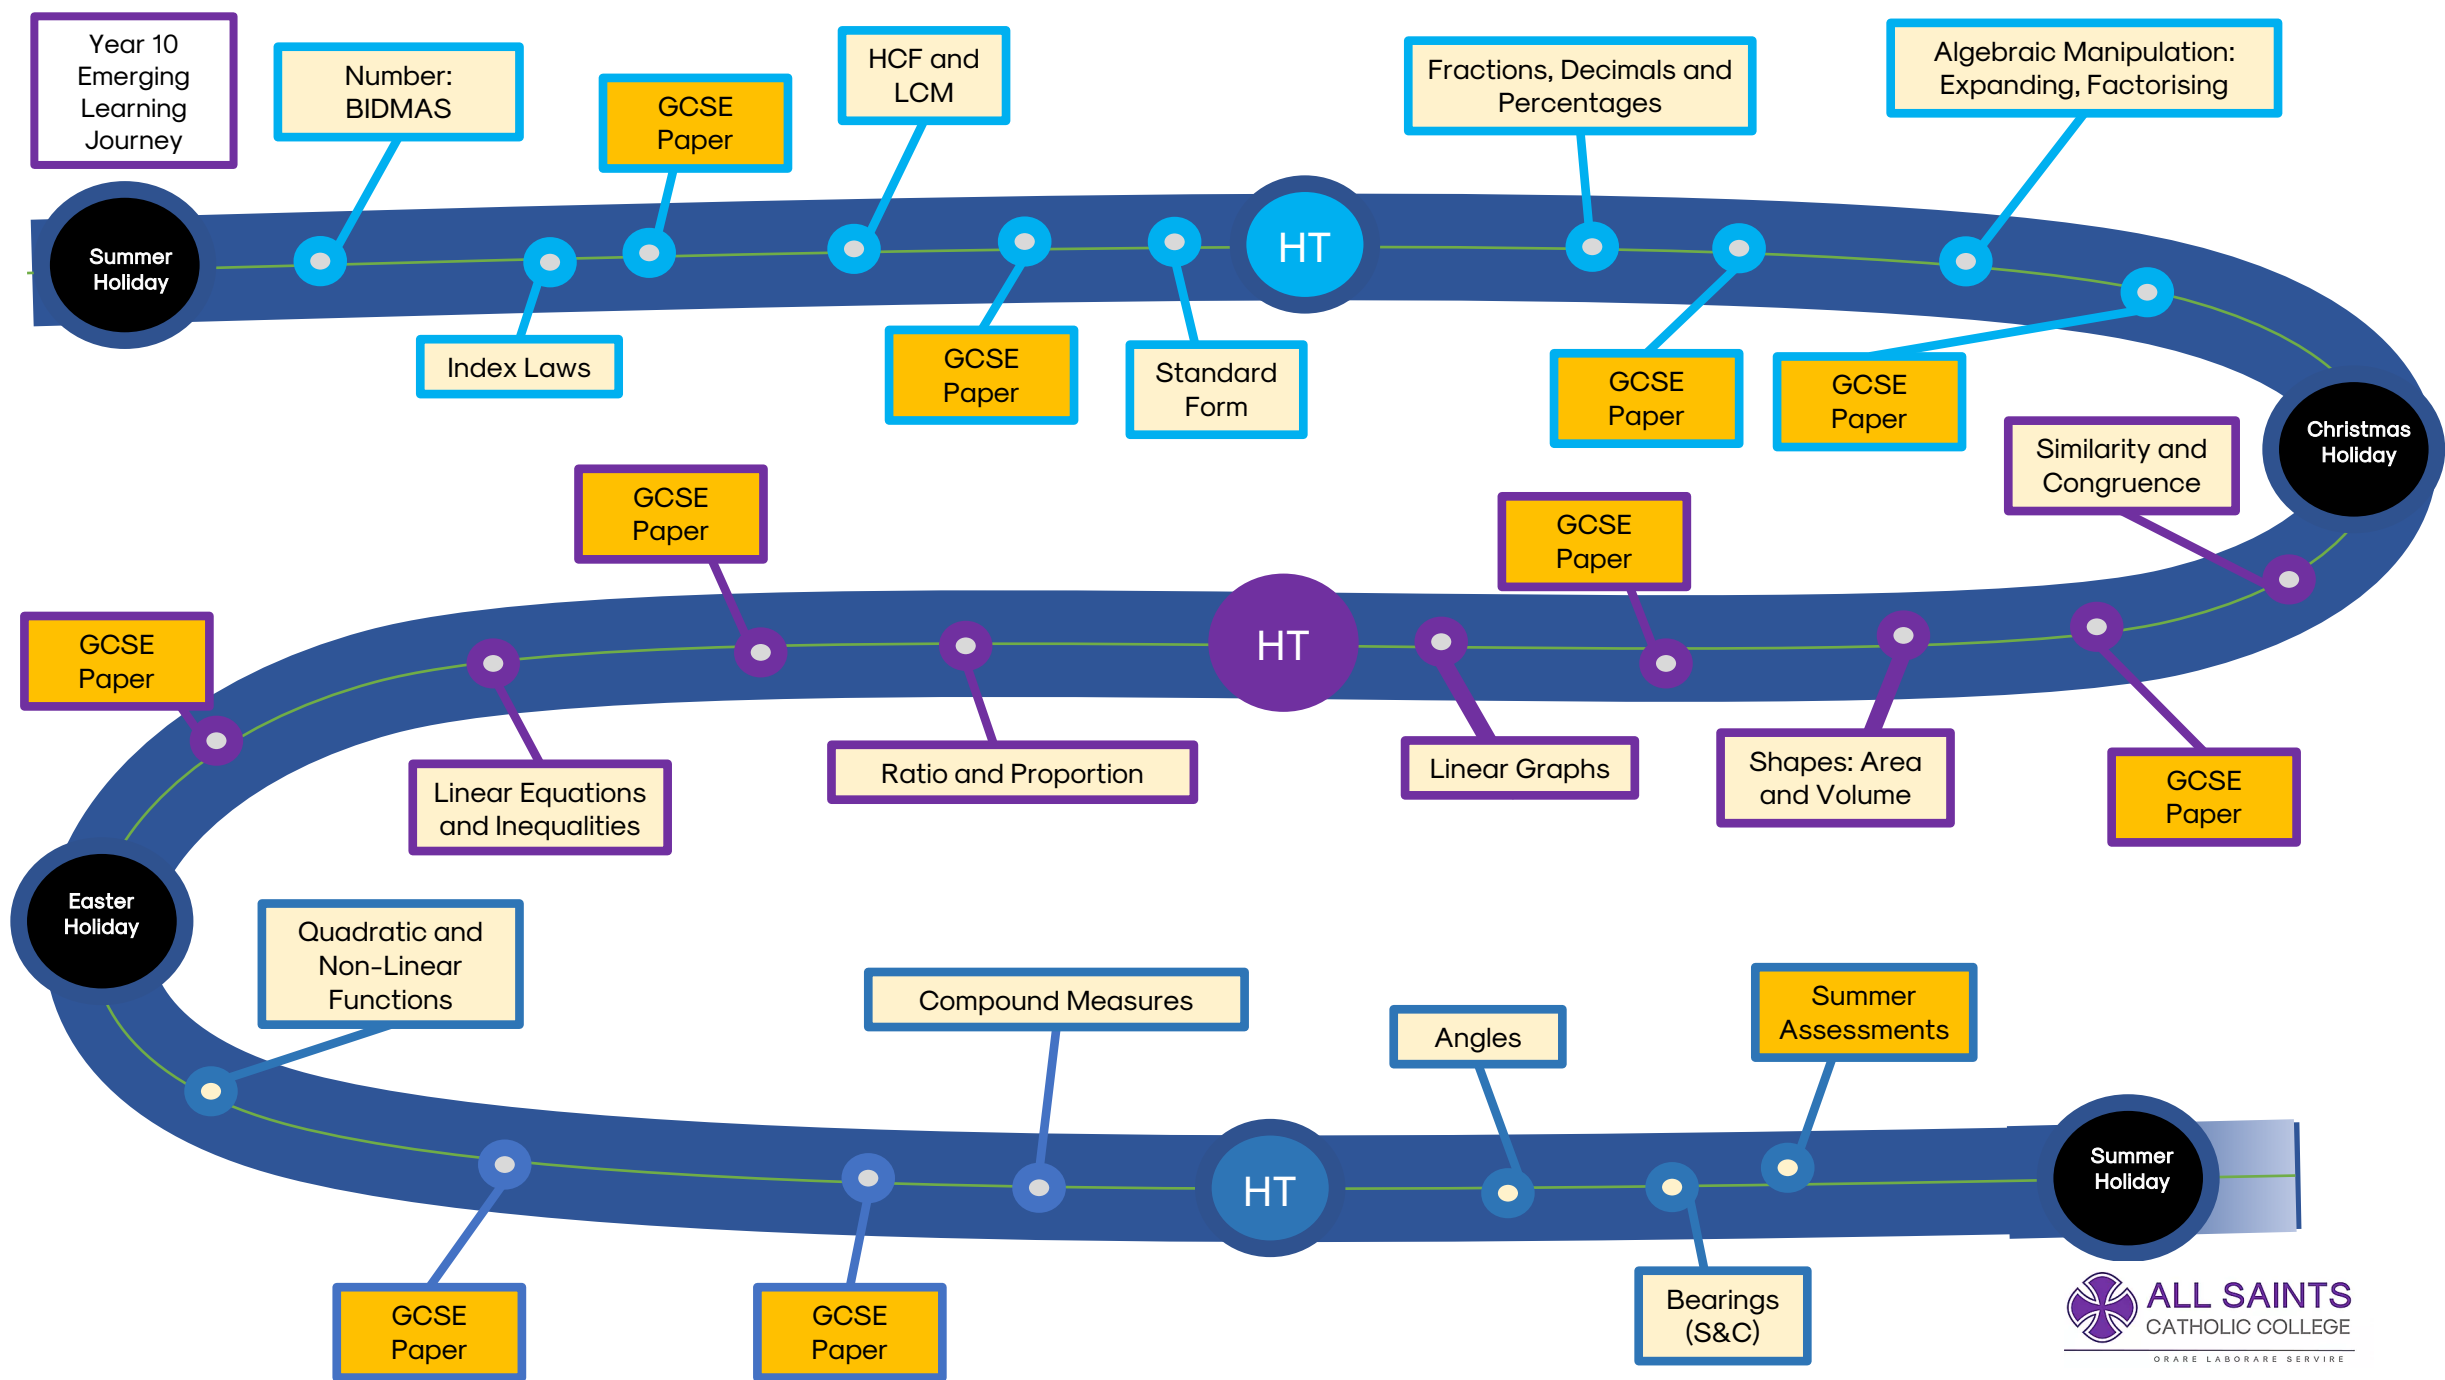 Year 10
Emerging
Learning
Journey
Number:
BIDMAS
GCSE
Paper
HCF and
LCM
Fractions, Decimals and
Percentages
Algebraic Manipulation:
Expanding, Factorising
Summer
Holiday
HT
Index Laws
GCSE
Paper
Standard
Form
GCSE
Paper
GCSE
Paper
Christmas
Holiday
Similarity and
Congruence
GCSE
Paper
GCSE
Paper
GCSE
Paper
HT
Linear Equations
and Inequalities
Ratio and Proportion
Linear Graphs
Shapes: Area
and Volume
GCSE
Paper
Easter
Holiday
Quadratic and
Non-Linear
Functions
Compound Measures
Angles
Summer
Assessments
HT
Summer
Holiday
GCSE
Paper
GCSE
Paper
Bearings
(S&C)
ALL SAINTS
CATHOLIC COLLEGE
ORARE LABORARE SERVIRE